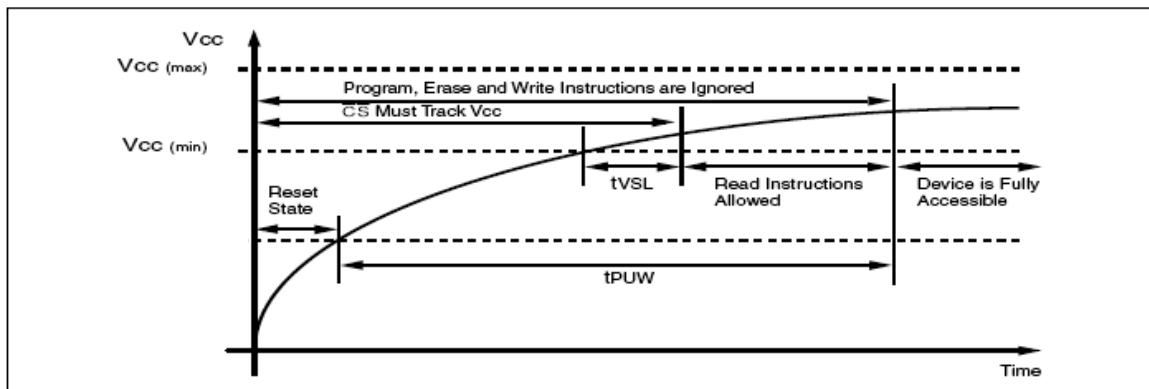 Vcc
Vcc (max)
Program, Erase and Write Instructions are Ignored
CS Must Track Vcc
Vcc (min)
Reset
State
tVSL
Read Instructions
Allowed
Device is Fully
Accessible
tPUW
Time